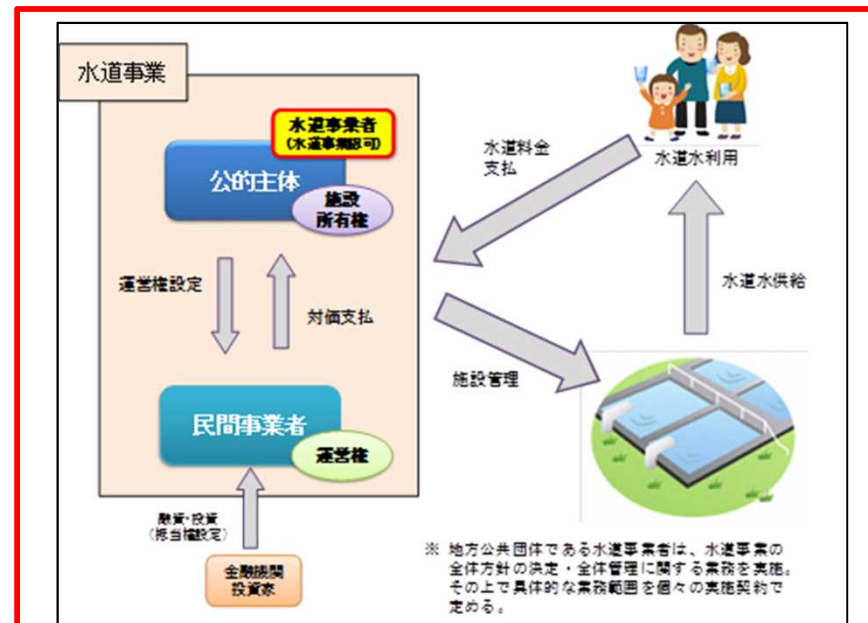 水道事業
水道事業者
(水道事業認可)
公的主体
施設
所有権
運営権設定
対価支払
民間事業者
運営権
融資・投資
(抵当権設定)
金融機関
投資家
水道料金
支払
水道水利用
水道水供給
施設管理
※ 地方公共団体である水道事業者は、水道事業の
全体方針の決定・全体管理に関する業務を実施。
その上で具体的な業務範囲を個々の実施契約で
定める。